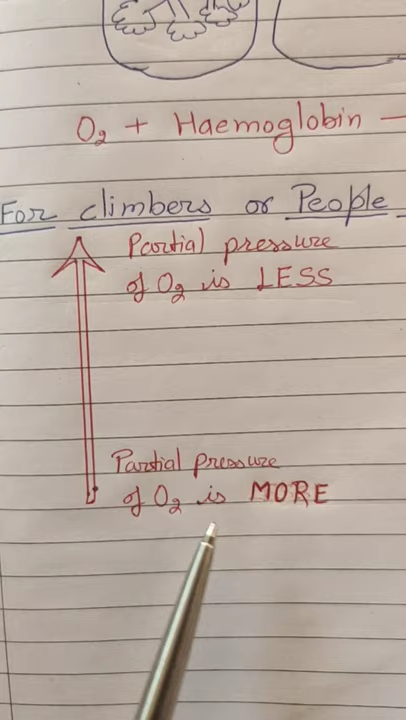 O₂ + Haemoglobin —
For climbers or People
Partial pressure
of O₂ is LESS
Partial pressure
of O₂ is MORE